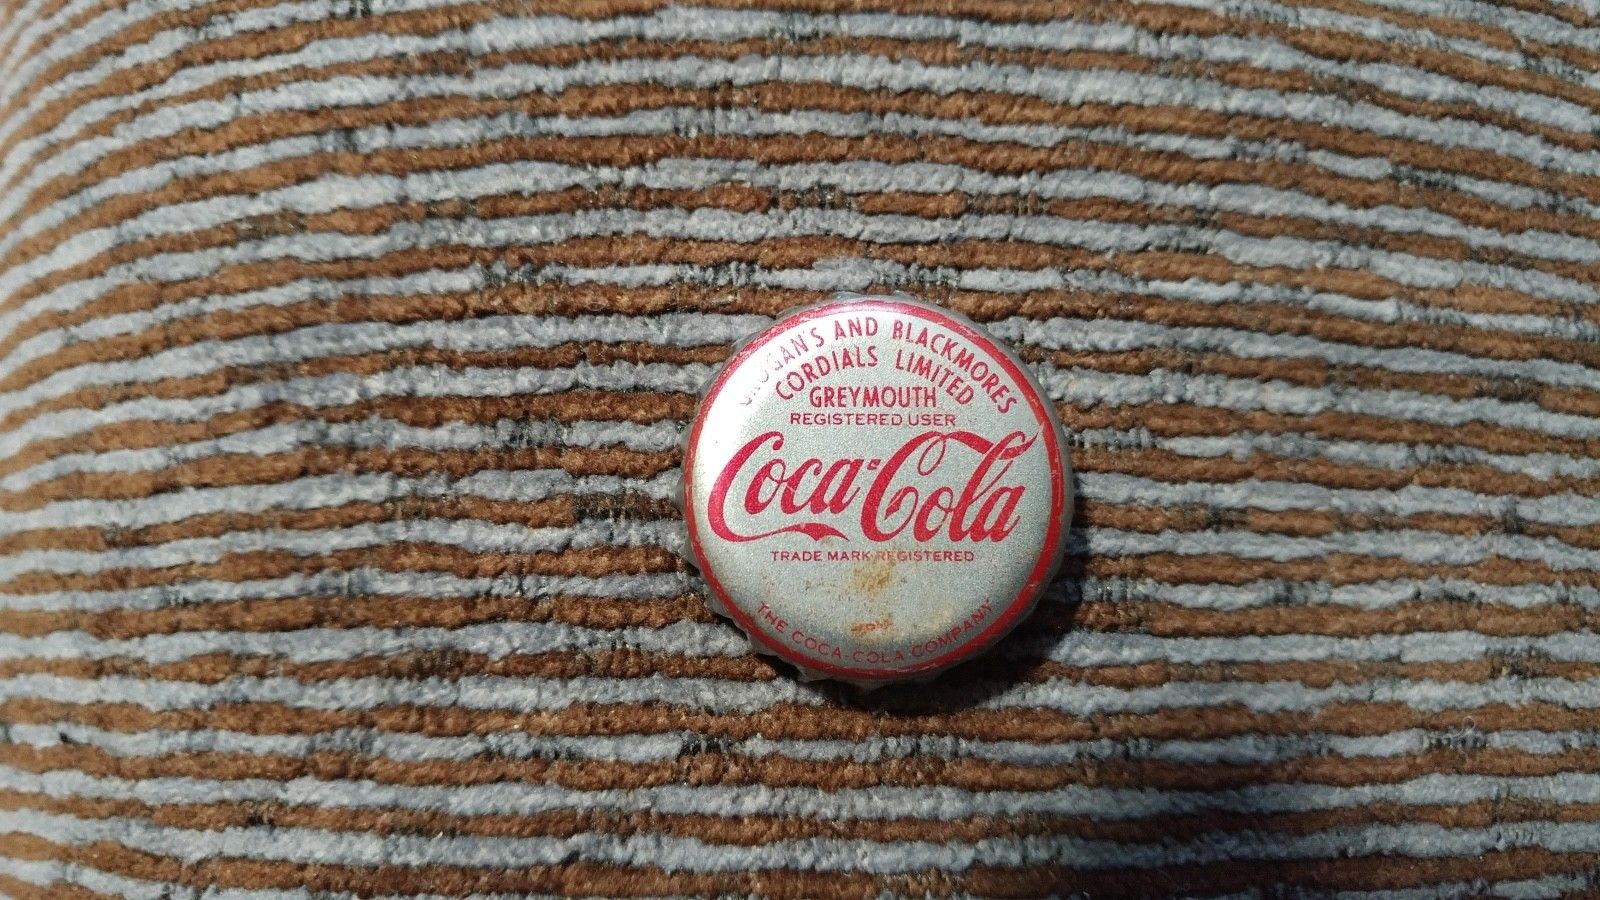 AND BLACKMORES
CORDIALS LIMITED
GREYMOUTH
REGISTERED USER
Coca-Cola
TRADE MARK REGISTERED
THE COCA-COLA COMPANY